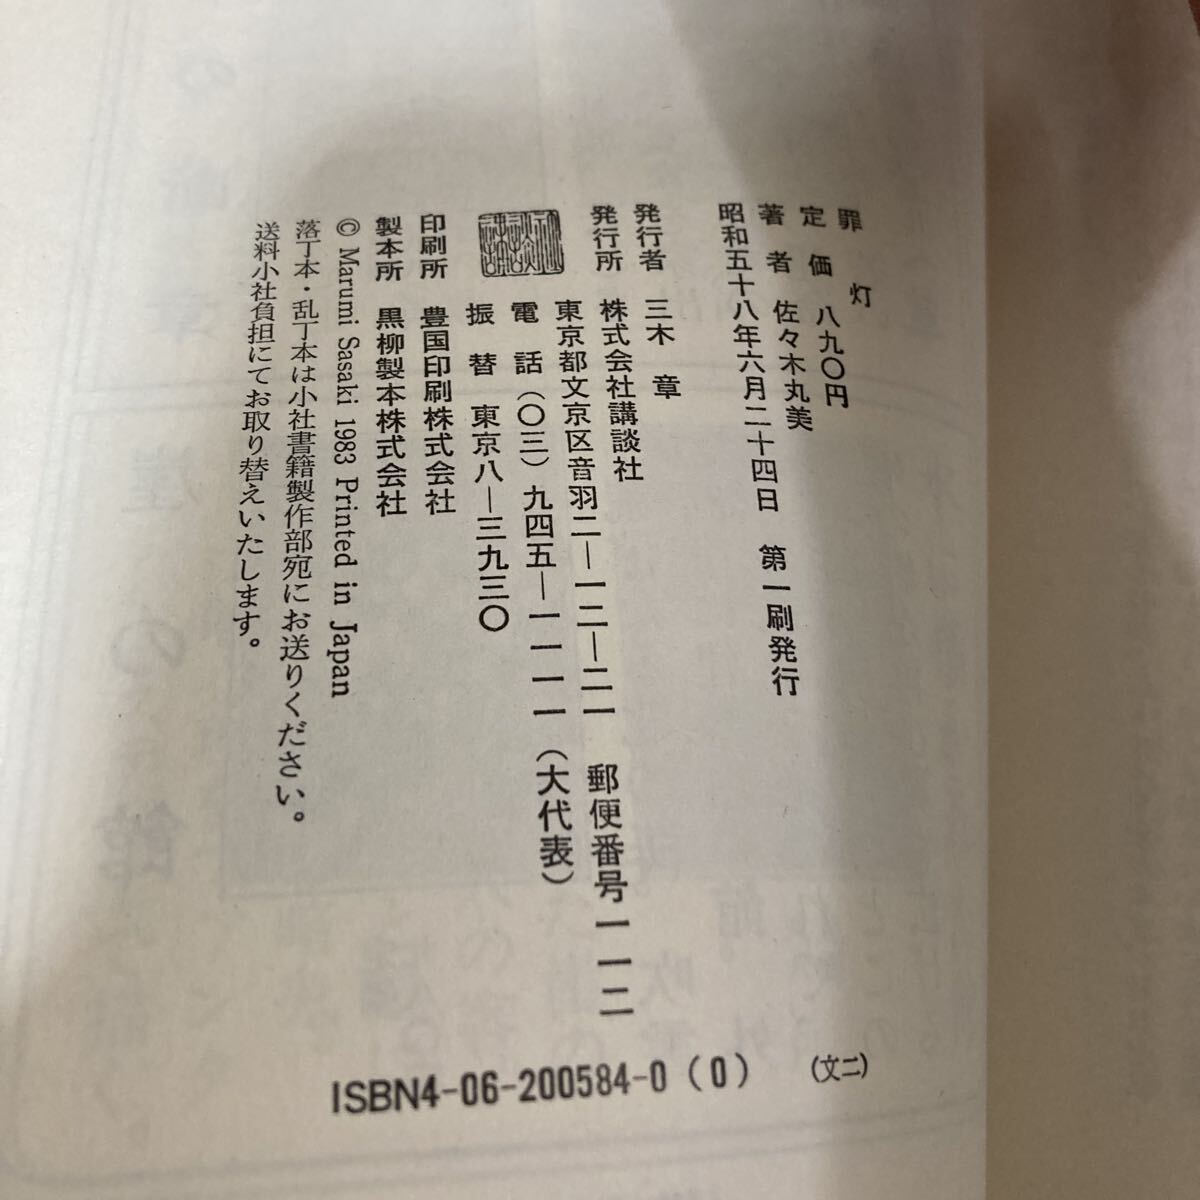 罪灯
定価 八九〇円
著者 佐々木丸美
昭和五十八年六月二十四日 第一刷発行
発行者 三木 章
発行所 株式会社講談社
東京都文京区音羽二―一二―二一 郵便番号一一二
電話(〇三)九四五―一一一一(大代表)
振替 東京八―三九三〇
印刷所 豊国印刷株式会社
製本所 黒柳製本株式会社
© Marumi Sasaki 1983 Printed in Japan
落丁本・乱丁本は小社書籍製作部宛にお送りください。
送料小社負担にてお取り替えいたします。
ISBN4-06-200584-0 (0)
(文二)